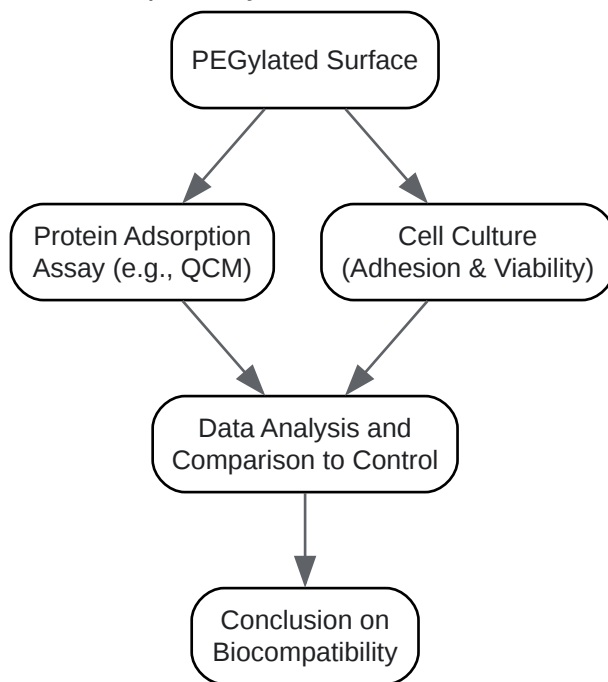 PEGylated Surface
Protein Adsorption
Assay (e.g., QCM)
Cell Culture
(Adhesion & Viability)
Data Analysis and
Comparison to Control
Conclusion on
Biocompatibility